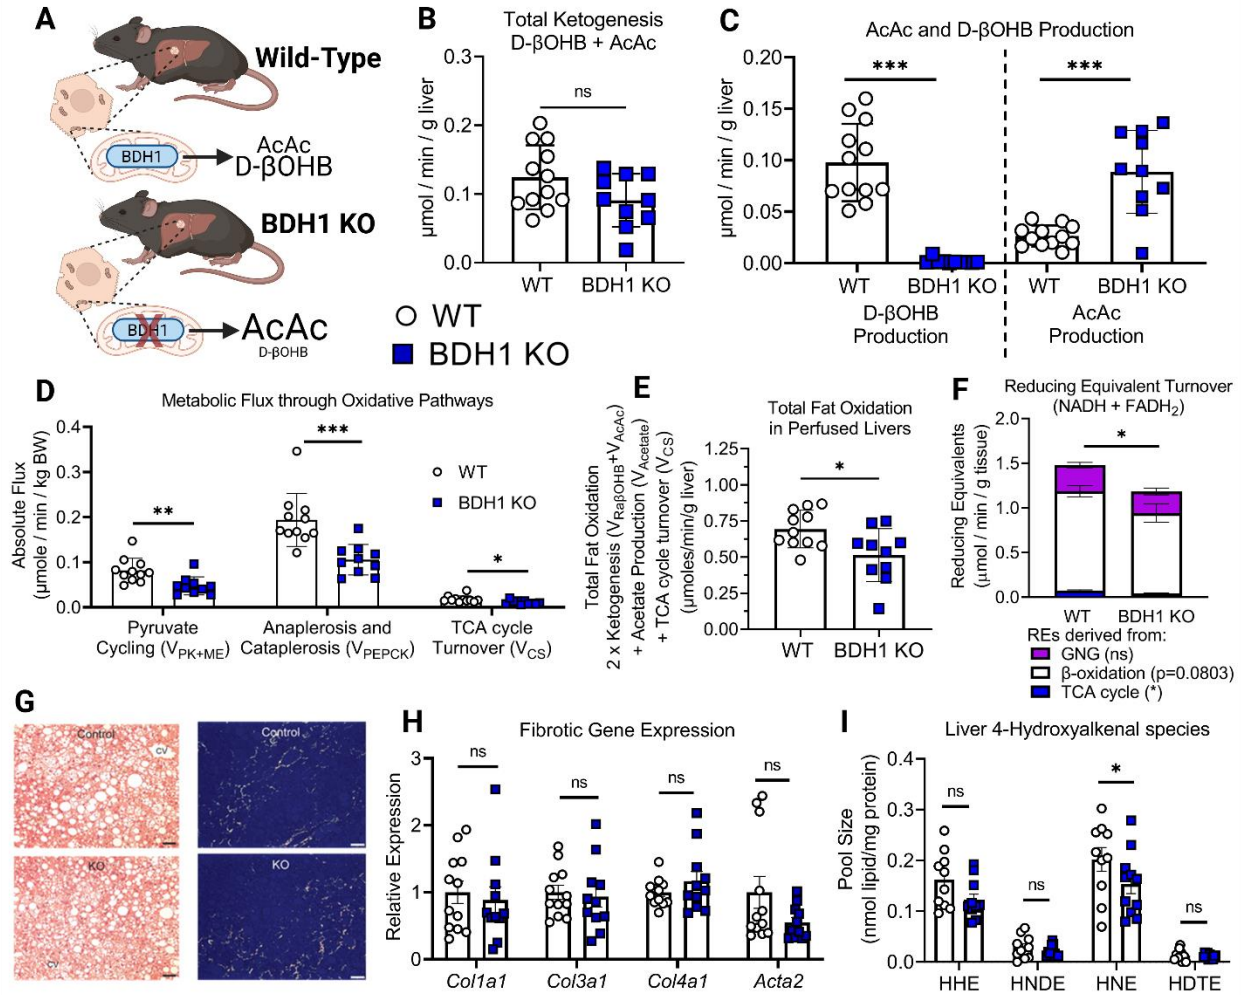 A
Wild-Type
BDH1
AcAc
D-βOHB
BDH1 KO
BDH1
AcAc
D-βOHB
B
Total Ketogenesis
D-βOHB + AcAc
μmol / min / g liver
0.3
0.2
0.1
0.0
ns
WT
BDH1 KO
WT
BDH1 KO
C
AcAc and D-βOHB Production
μmol / min / g liver
0.20
0.15
0.10
0.05
0.00
***
***
WT
BDH1 KO
WT
BDH1 KO
D-βOHB
Production
AcAc
Production
D
Metabolic Flux through Oxidative Pathways
Absolute Flux
(μmole / min / kg BW)
0.4
0.3
0.2
0.1
0.0
**
***
*
WT
BDH1 KO
Pyruvate
Cycling (VPK+ME)
Anaplerosis and
Cataplerosis (VPEPCK)
TCA cycle
Turnover (VCS)
E
Total Fat Oxidation
in Perfused Livers
Total Fat Oxidation
2 x Ketogenesis (VRaβOHB+VAcAc)
+ Acetate Production (VAcetate)
+ TCA cycle turnover (VCS)
(μmoles/min/g liver)
1.25
1.00
0.75
0.50
0.25
0.00
*
WT
BDH1 KO
F
Reducing Equivalent Turnover
(NADH + FADH2)
Reducing Equivalents
(μmol / min / g tissue)
2.0
1.5
1.0
0.5
0.0
*
WT
BDH1 KO
REs derived from:
GNG (ns)
β-oxidation (p=0.0803)
TCA cycle (*)
G
Control
CV
Control
KO
CV
KO
H
Fibrotic Gene Expression
Relative Expression
3
2
1
0
ns
ns
ns
ns
Col1a1
Col3a1
Col4a1
Acta2
I
Liver 4-Hydroxyalkenal species
Pool Size
(nmol lipid/mg protein)
0.4
0.3
0.2
0.1
0.0
ns
ns
*
ns
HHE
HNDE
HNE
HDTE